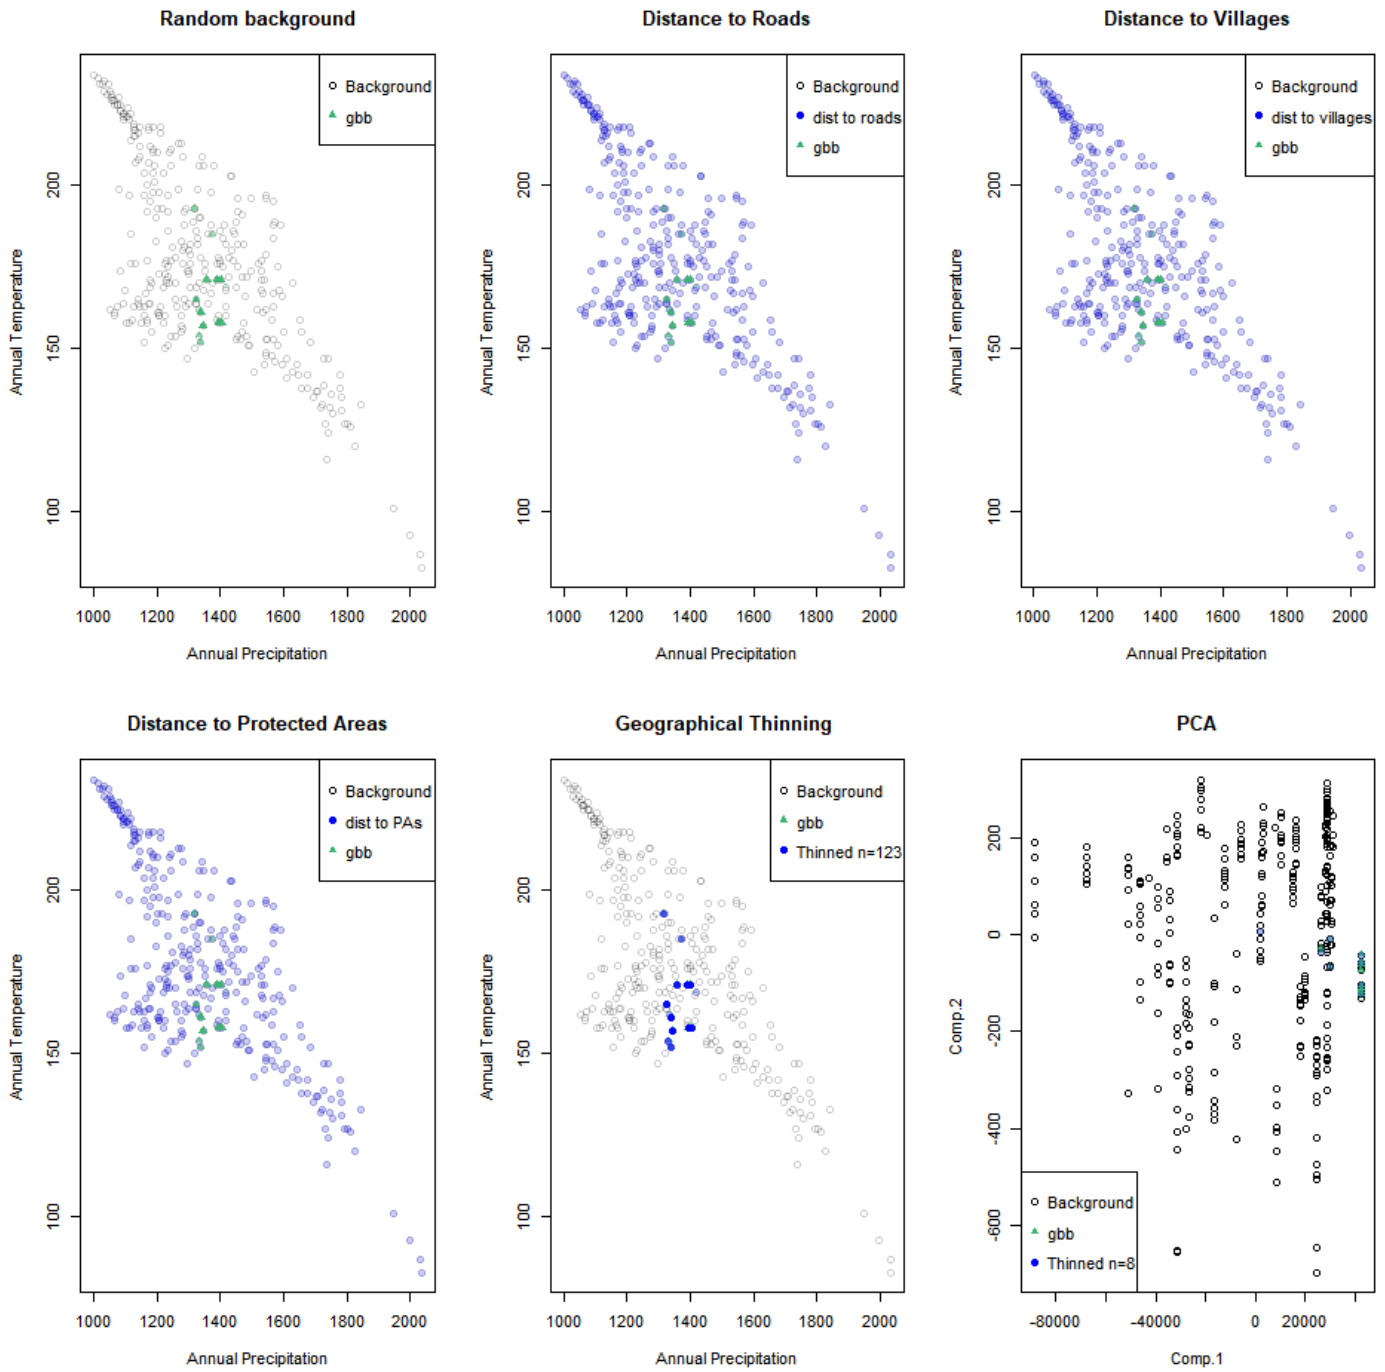 Random background
Background
gbb
200
150
100
Annual Temperature
1000 1200 1400 1600 1800 2000
Annual Precipitation
Distance to Roads
Background
dist to roads
gbb
200
150
100
Annual Temperature
1000 1200 1400 1600 1800 2000
Annual Precipitation
Distance to Villages
Background
dist to villages
gbb
200
150
100
Annual Temperature
1000 1200 1400 1600 1800 2000
Annual Precipitation
Distance to Protected Areas
Background
dist to PAs
gbb
200
150
100
Annual Temperature
1000 1200 1400 1600 1800 2000
Annual Precipitation
Geographical Thinning
Background
gbb
Thinned n=123
200
150
100
Annual Temperature
1000 1200 1400 1600 1800 2000
Annual Precipitation
PCA
200
0
-200
-400
-600
Comp.2
Background
gbb
Thinned n=8
-80000 -40000 0 20000
Comp.1